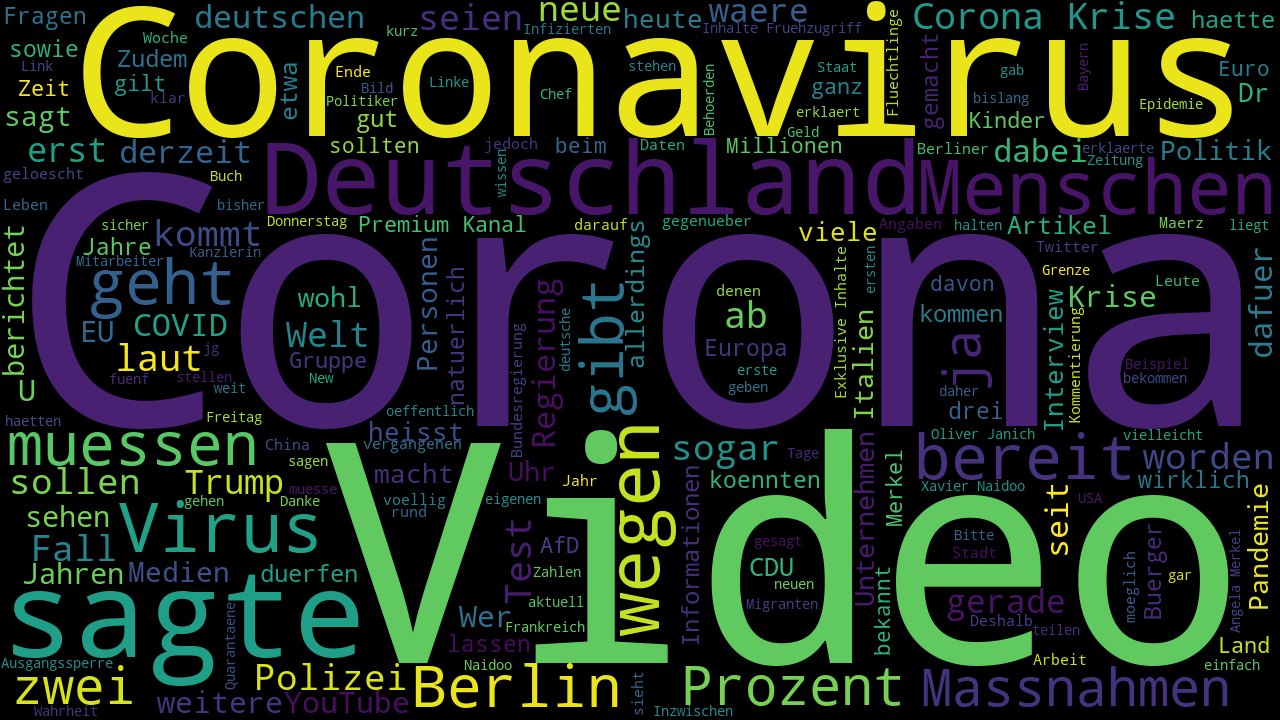 Fragen
deutschen
seien
neue
heute
waere
Corona Krise
haette
kurz
Infizierten
Inhalte Fruehzugriff
sowie
Woche
Zudem
Link
Zeit
gilt
klar
sagt
etwa
Ende
Bild
Politiker
gut
Linke
Coronavirus
Chef
stehen
Behoerden
Staat
ganz
erklaert
Geld
Fluechtlinge
gemacht
gab
bislang
Kinder
Bayern
Epidemie
Euro
Dr
erst
derzeit
sollten
jedoch
wissen
beim
Daten
Millionen
Berliner
dabei
erklaerte
Zeitung
Politik
geloescht
Buch
Deutschland
Menschen
Leben
bisher
sicher
Donnerstag
Premium Kanal
darauf
gegenueber
viele
Angaben
halten
Artikel
Maerz
liegt
berichtet
Jahre
kommt
Mitarbeiter
Kanzlerin
geht
EU
COVID
laut
jg
fuenf
stellen
weit
U
Corona
wohl
Welt
Gruppe
New
Personen
natuerlich
Bundesregierung
Regierung
deutsche
gibt
allerdings
denen
ab
Europa
erste
geben
Exklusive Inhalte
Italien
ersten
davon
kommen
ja
daher
drei
Twitter
Grenze
Interview
Krise
Leute
Kommentierung
Beispiel
bekommen
dafuer
haetten
Freitag
oeffentlich
heisst
muessen
China
vergangenen
sagen
sogar
Tage
Oliver Janich
vielleicht
bereit
worden
wirklich
sollen
Trump
gehen
muesse
Danke
macht
voellig
rund
Uhr
eigenen
Jahr
wegen
koennten
Informationen
Unternehmen
Merkel
Xavier Naidoo
seit
USA
Pandemie
sehen
Virus
Fall
Jahren
Medien
duerfen
Video
Test
AfD
Zahlen
aktuell
Frankreich
gesagt
CDU
neuen
Migranten
bekannt
Bitte
Stadt
gerade
Deshalb
teilen
moeglich
Buerger
gar
Angela Merkel
sagte
Quarantaene
Wer
lassen
Naidoo
Ausgangssperre
Land
Arbeit
einfach
zwei
Polizei
Berlin
sieht
Prozent
Massnahmen
Wahrheit
weitere
YouTube
Inzwischen